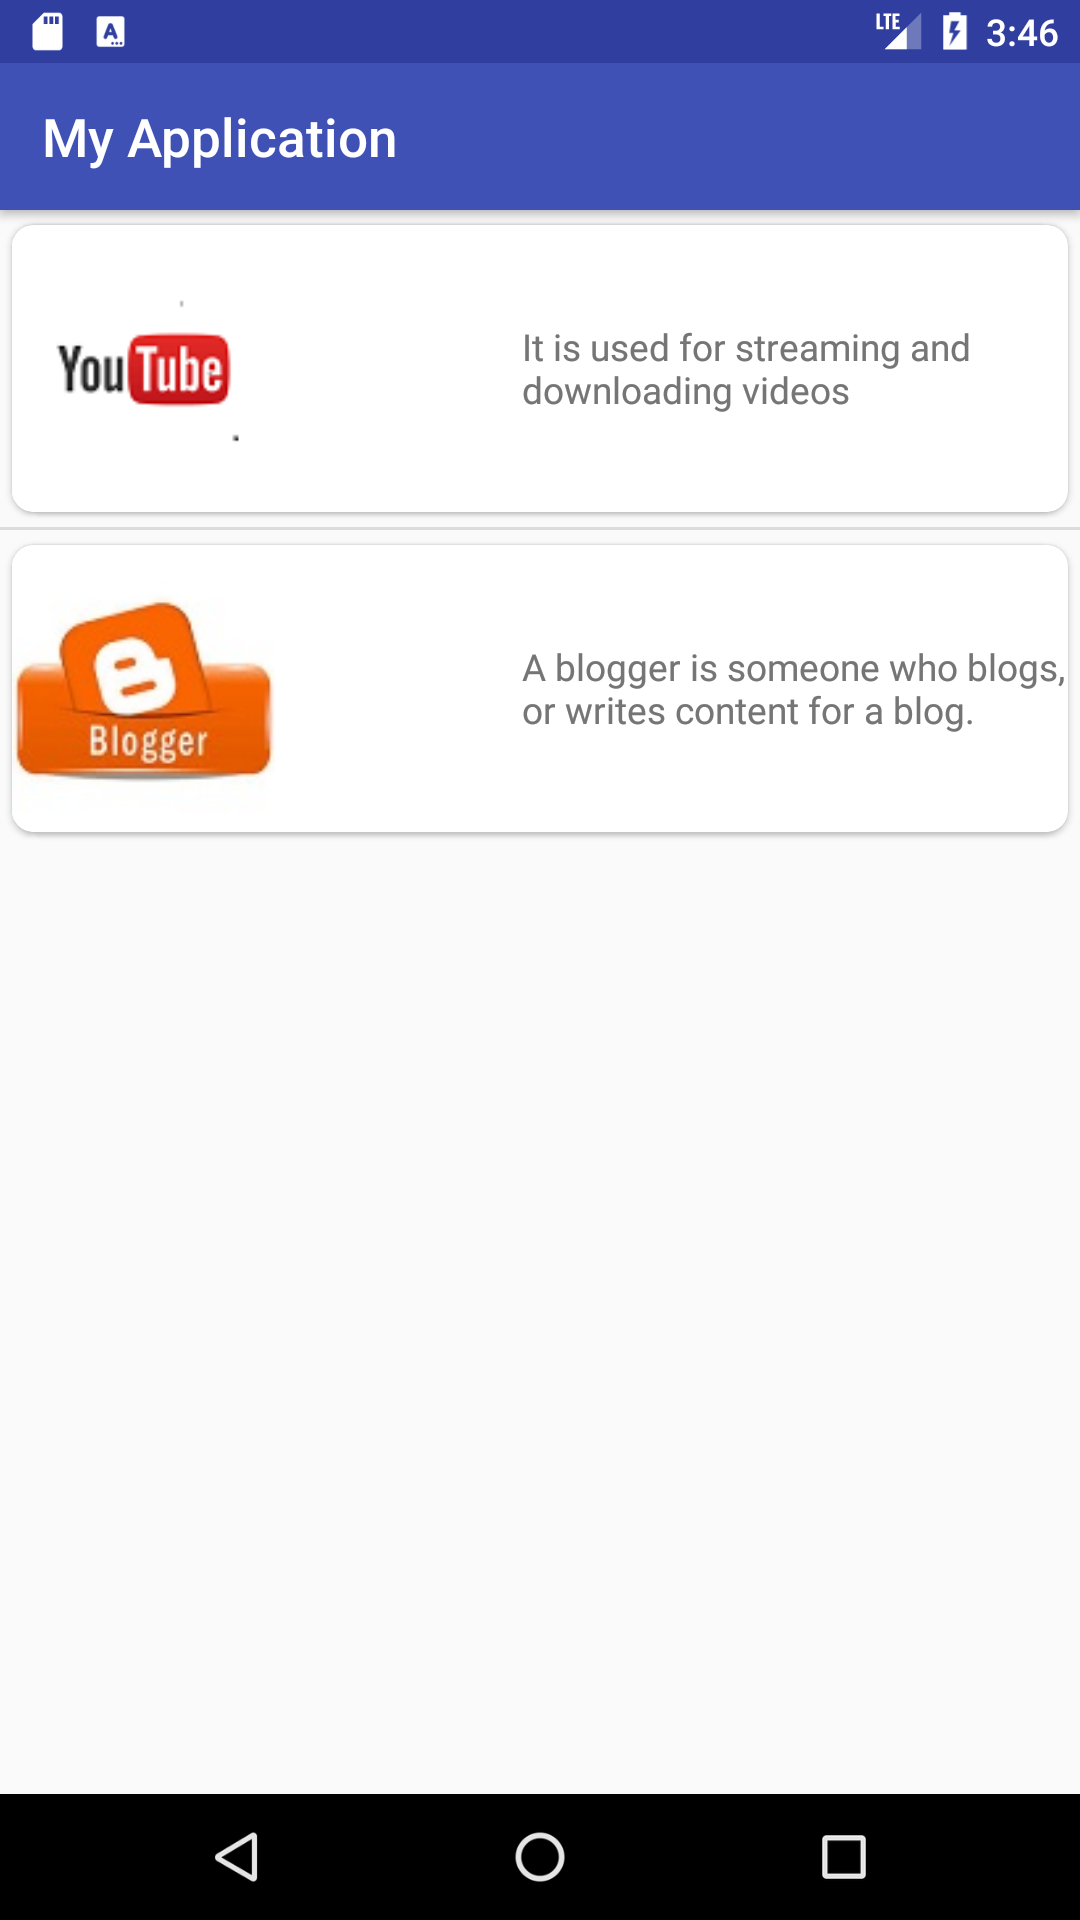 LTE 3:46
My Application
YouTube
It is used for streaming and
downloading videos
Blogger
A blogger is someone who blogs,
or writes content for a blog.